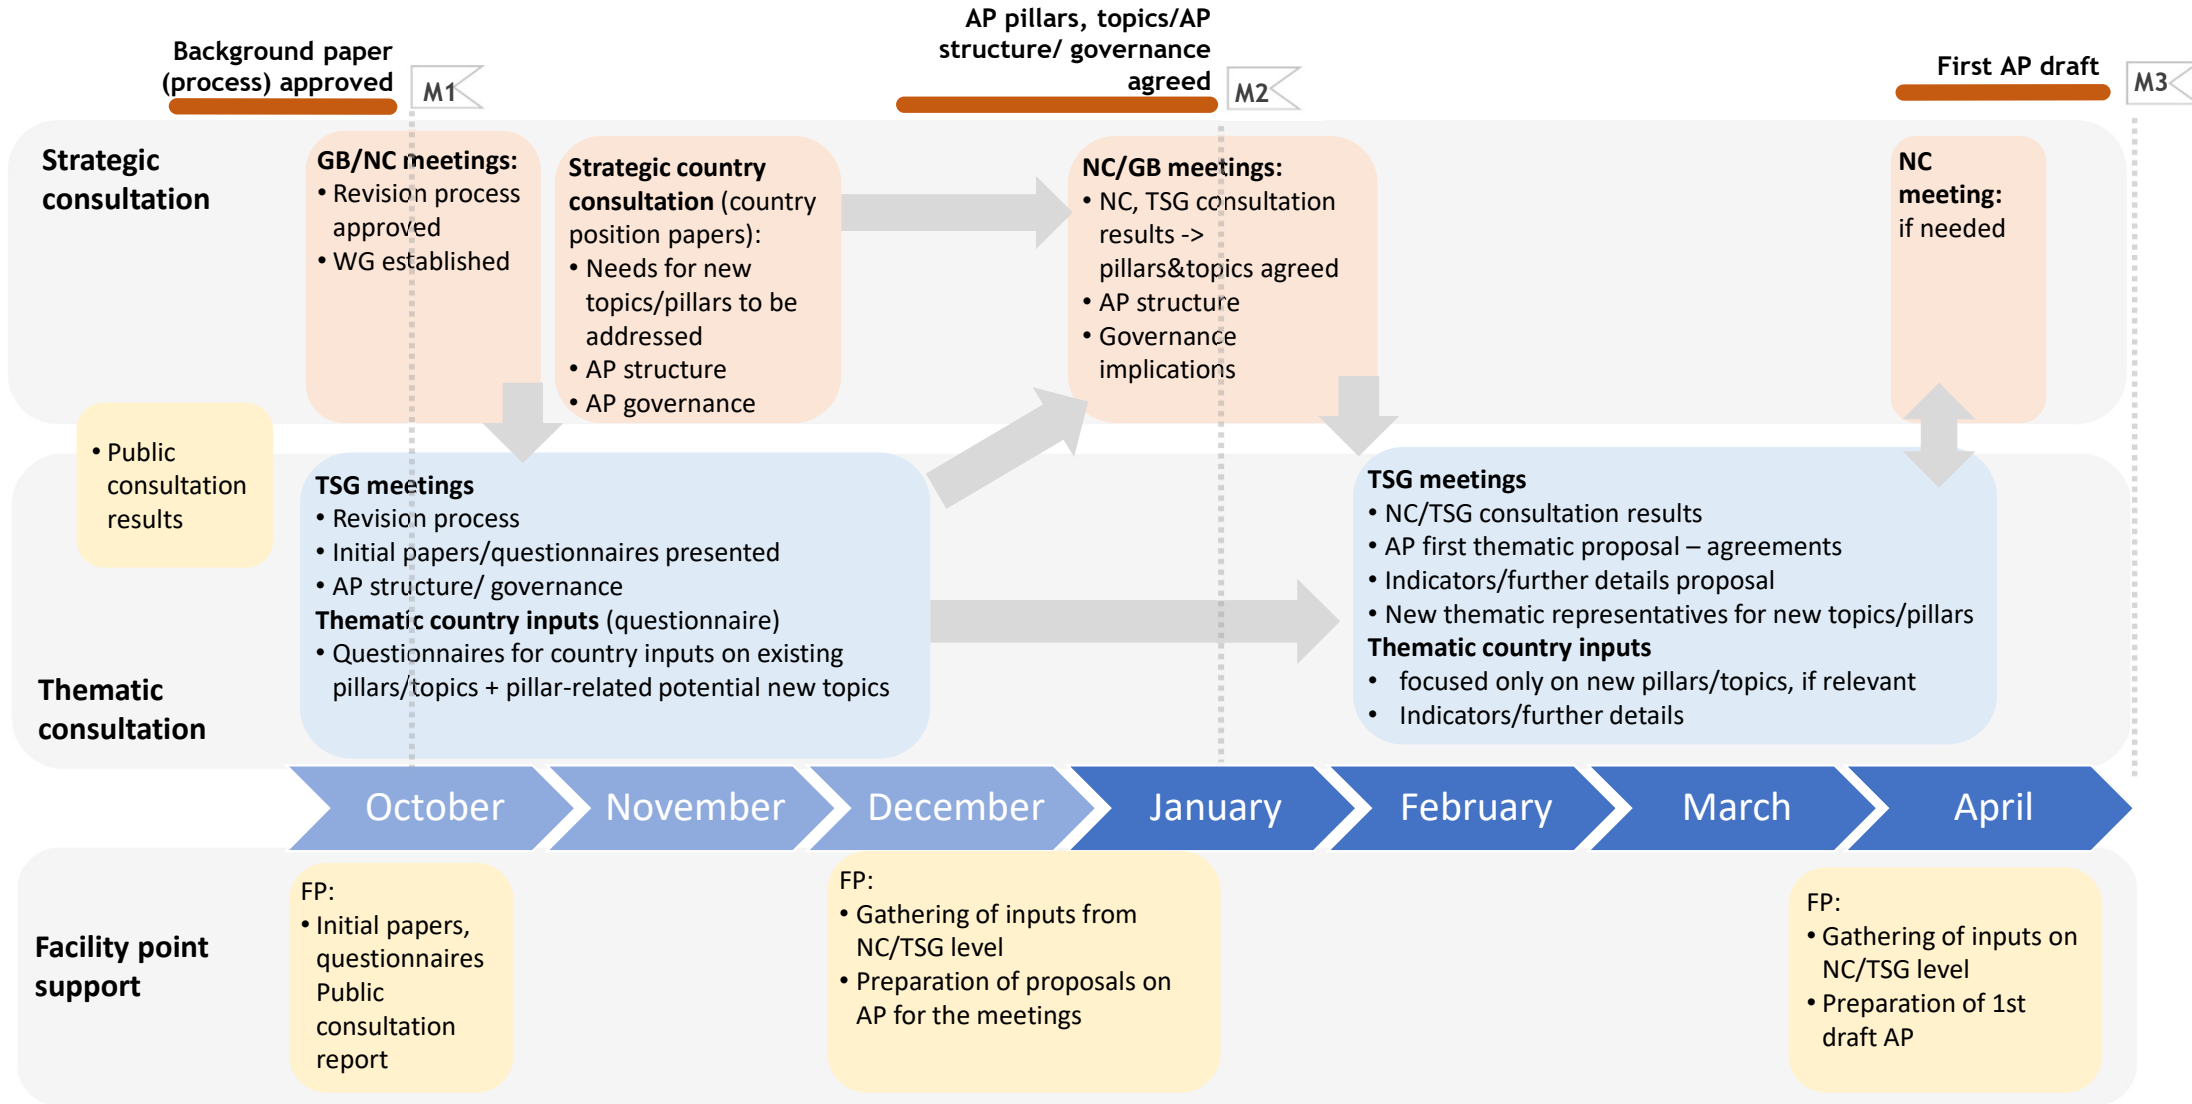 Background paper
(process) approved
M1
AP pillars, topics/AP
structure/ governance
agreed
M2
First AP draft
M3
Strategic
consultation
GB/NC meetings:
• Revision process
approved
• WG established
Strategic country
consultation (country
position papers):
• Needs for new
topics/pillars to be
addressed
• AP structure
• AP governance
NC/GB meetings:
• NC, TSG consultation
results ->
pillars&topics agreed
• AP structure
• Governance
implications
NC
meeting:
if needed
• Public
consultation
results
Thematic
consultation
TSG meetings
• Revision process
• Initial papers/questionnaires presented
• AP structure/ governance
Thematic country inputs (questionnaire)
• Questionnaires for country inputs on existing
pillars/topics + pillar-related potential new topics
TSG meetings
• NC/TSG consultation results
• AP first thematic proposal – agreements
• Indicators/further details proposal
• New thematic representatives for new topics/pillars
Thematic country inputs
• focused only on new pillars/topics, if relevant
• Indicators/further details
October
November
December
January
February
March
April
Facility point
support
FP:
• Initial papers,
questionnaires
Public
consultation
report
FP:
• Gathering of inputs from
NC/TSG level
• Preparation of proposals on
AP for the meetings
FP:
• Gathering of inputs on
NC/TSG level
• Preparation of 1st
draft AP